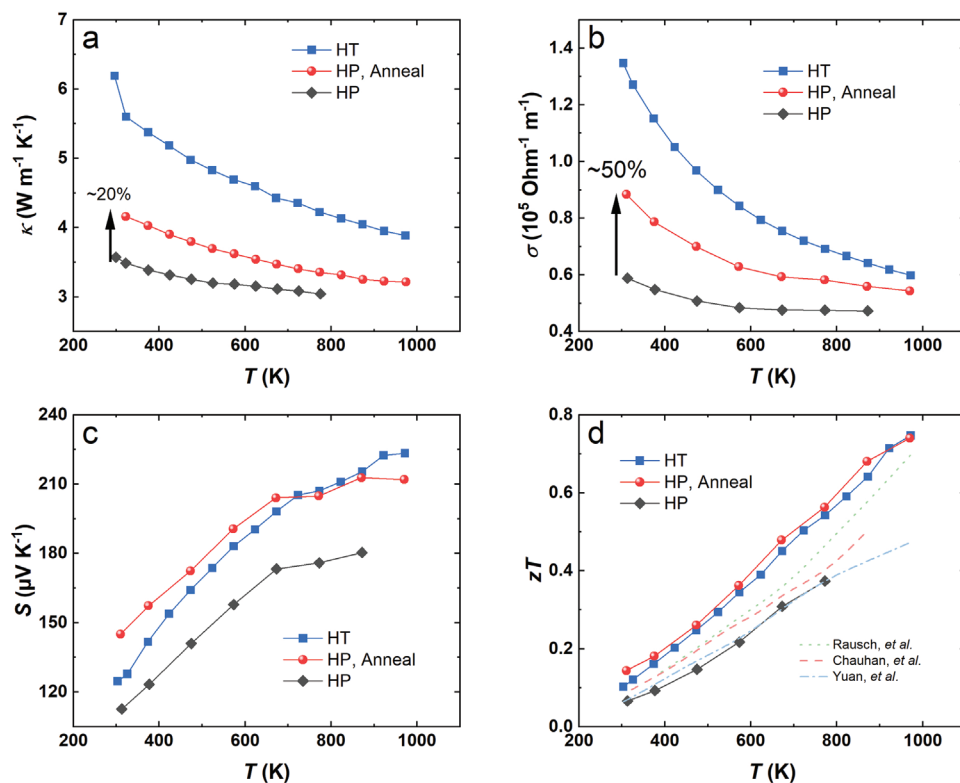 a
HT
HP, Anneal
HP
~20%
7
6
5
4
3
κ (W m⁻¹ K⁻¹)
200 400 600 800 1000
T (K)
b
HT
HP, Anneal
HP
~50%
1.4
1.2
1.0
0.8
0.6
0.4
σ (10⁵ Ohm⁻¹ m⁻¹)
200 400 600 800 1000
T (K)
c
HT
HP, Anneal
HP
240
210
180
150
120
S (µV K⁻¹)
200 400 600 800 1000
T (K)
d
HT
HP, Anneal
HP
Rausch, et al.
Chauhan, et al.
Yuan, et al.
0.8
0.6
0.4
0.2
0.0
zT
200 400 600 800 1000
T (K)